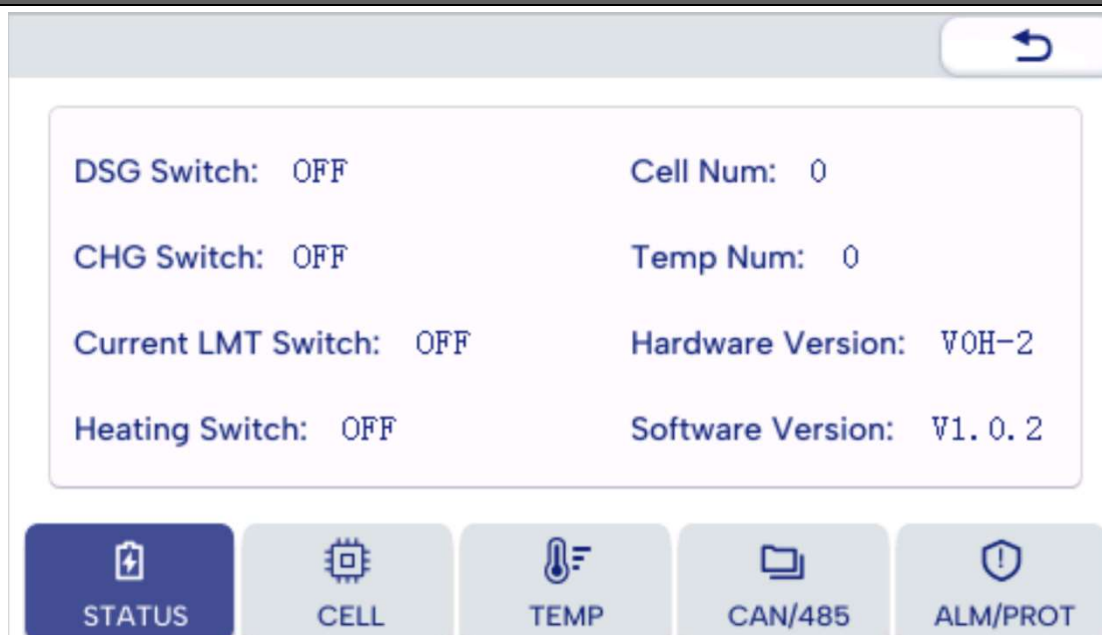 DSG Switch: OFF
Cell Num: 0
CHG Switch: OFF
Temp Num: 0
Current LMT Switch: OFF
Hardware Version: V0H-2
Heating Switch: OFF
Software Version: V1.0.2
STATUS
CELL
TEMP
CAN/485
ALM/PROT